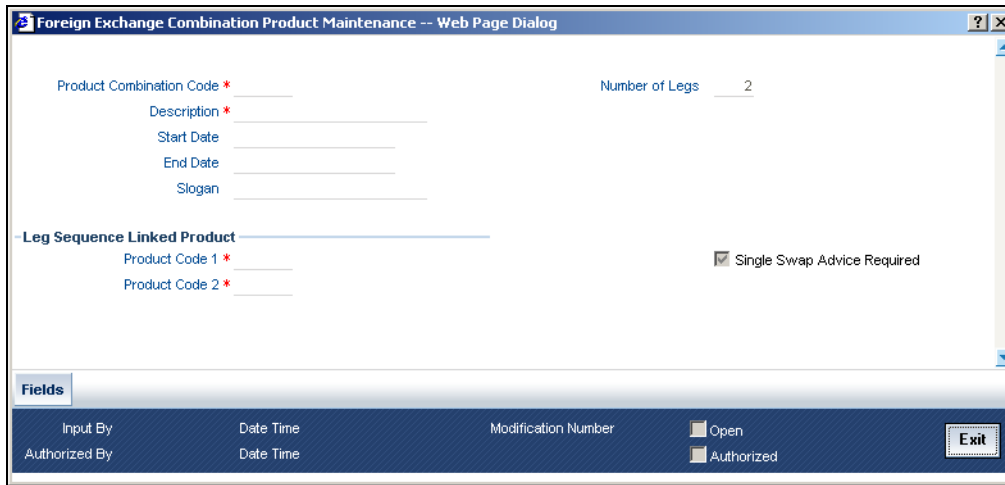 Foreign Exchange Combination Product Maintenance -- Web Page Dialog
Product Combination Code * Number of Legs 2
Description *
Start Date
End Date
Slogan
Leg Sequence Linked Product
Product Code 1 * Single Swap Advice Required
Product Code 2 *
Fields
Input By Date Time Modification Number Open
Authorized By Date Time Authorized
Exit